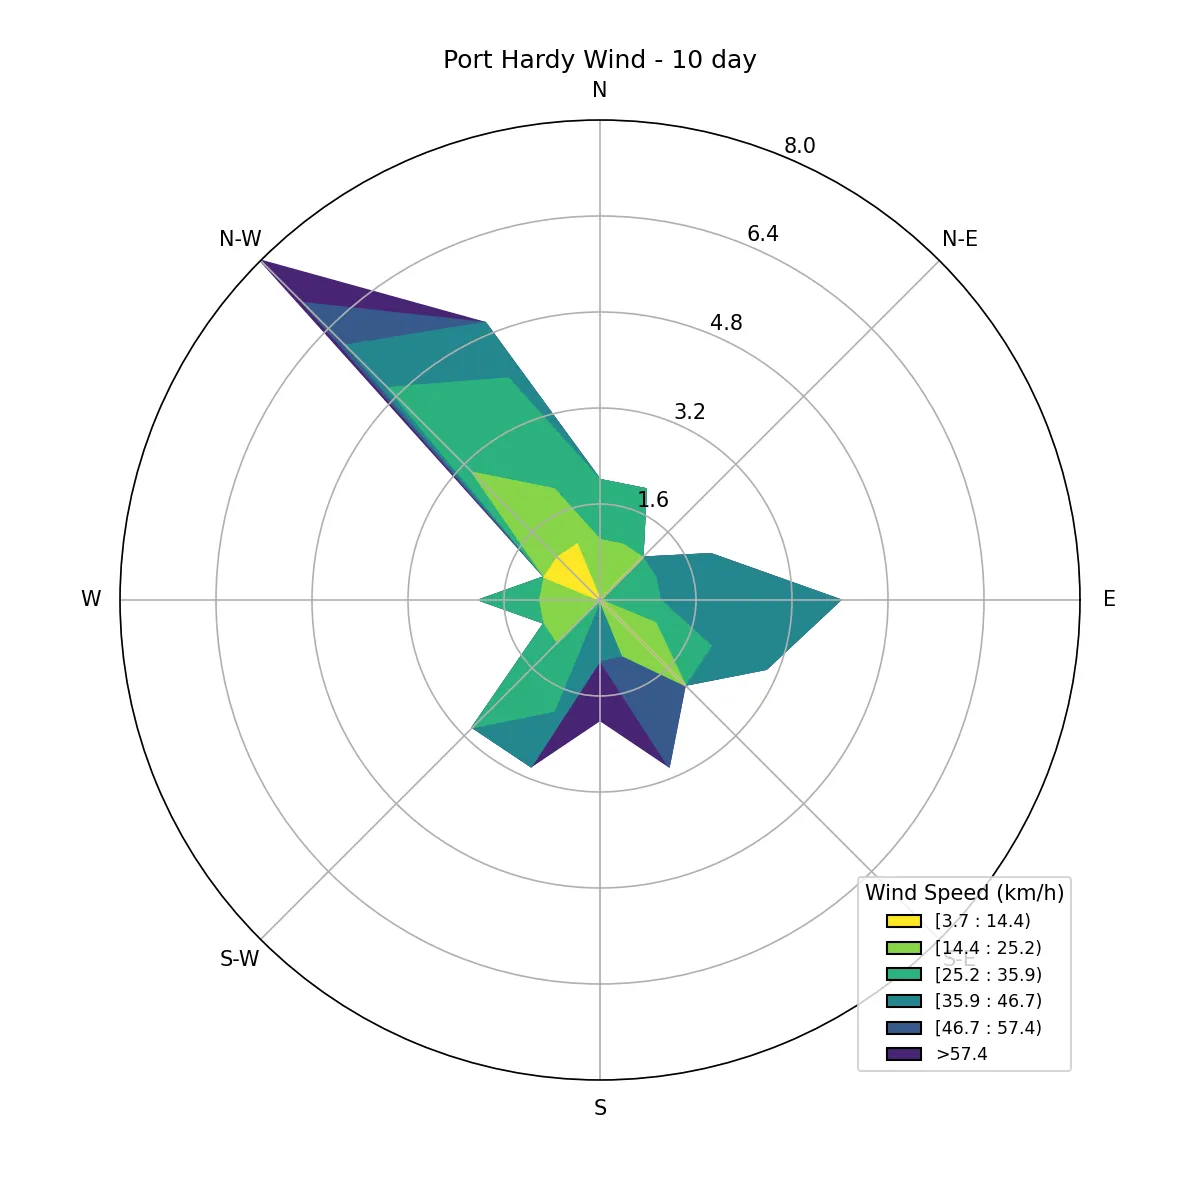 Port Hardy Wind - 10 day
N
8.0
N-W
N-E
6.4
4.8
3.2
1.6
W
E
S-W
S-E
S
Wind Speed (km/h)
[3.7 : 14.4)
[14.4 : 25.2)
[25.2 : 35.9)
[35.9 : 46.7)
[46.7 : 57.4)
>57.4